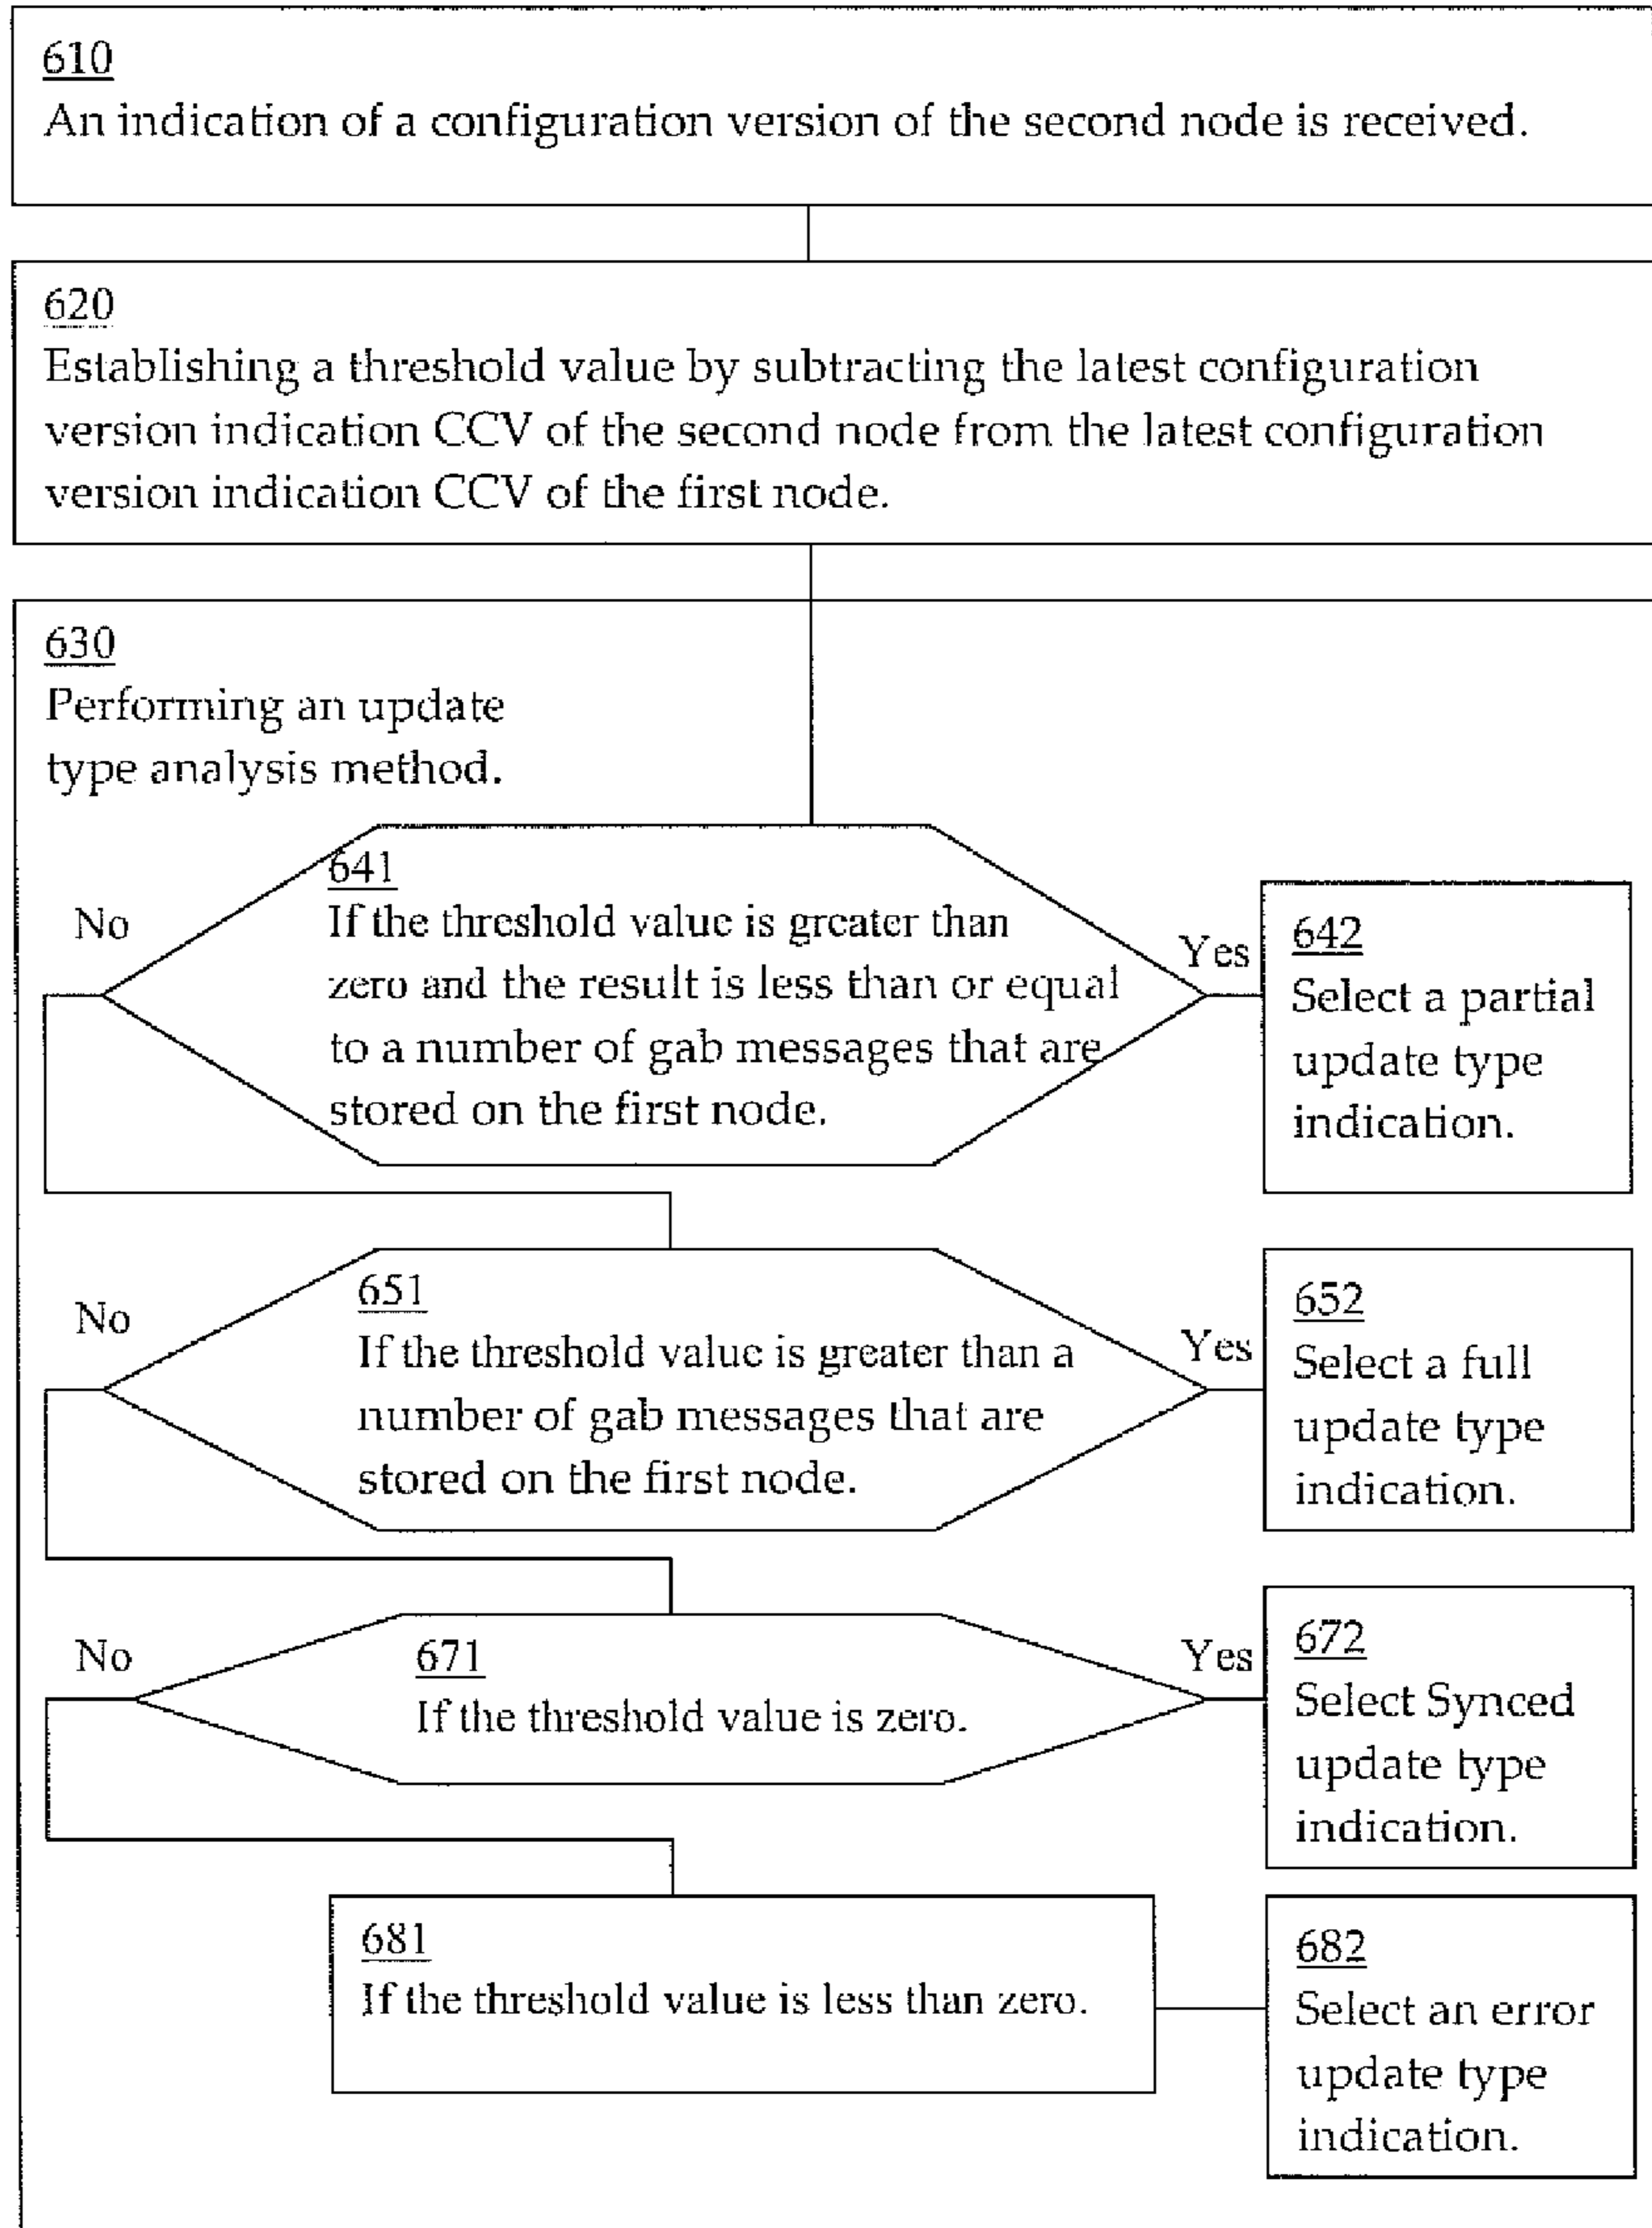 610
An indication of a configuration version of the second node is received.
620
Establishing a threshold value by subtracting the latest configuration
version indication CCV of the second node from the latest configuration
version indication CCV of the first node.
630
Performing an update
type analysis method.
641
If the threshold value is greater than
zero and the result is less than or equal
to a number of gab messages that are
stored on the first node.
No
Yes
642
Select a partial
update type
indication.
651
If the threshold value is greater than a
number of gab messages that are
stored on the first node.
No
Yes
652
Select a full
update type
indication.
671
If the threshold value is zero.
No
Yes
672
Select Synced
update type
indication.
681
If the threshold value is less than zero.
682
Select an error
update type
indication.